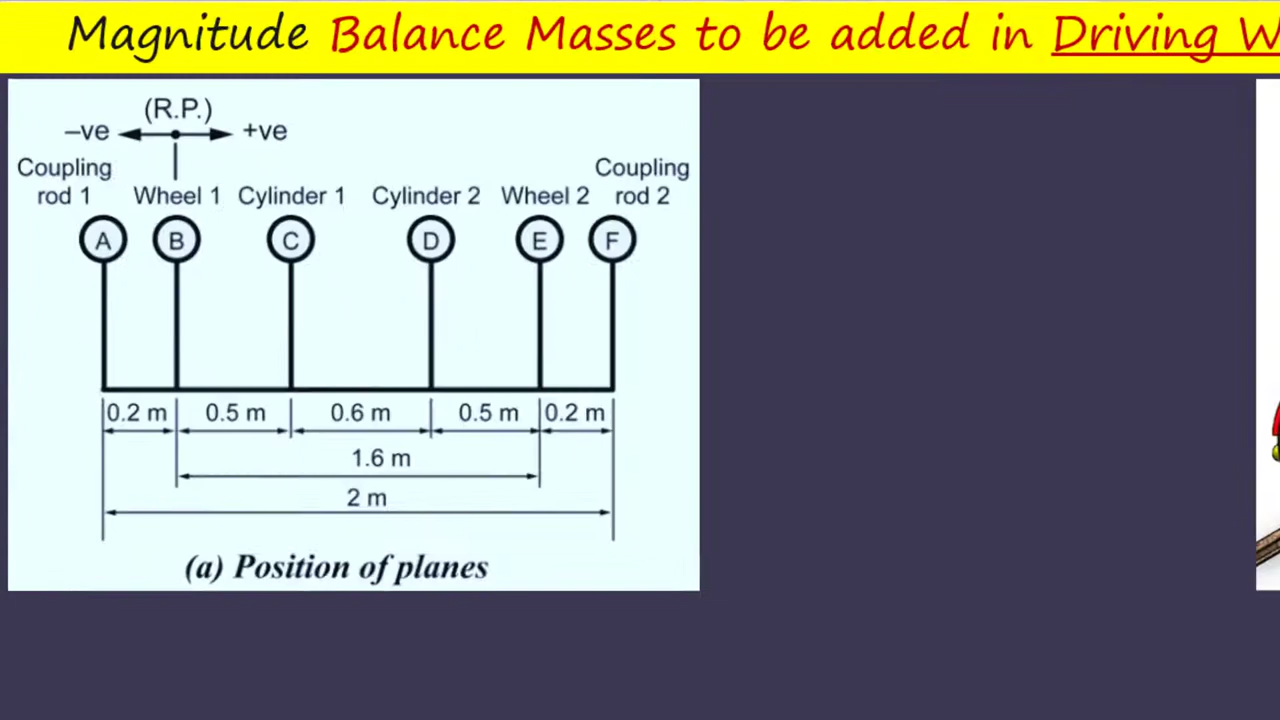 Magnitude Balance Masses to be added in Driving W
(R.P.)
–ve +ve
Coupling rod 1
Wheel 1
Cylinder 1
Cylinder 2
Wheel 2
Coupling rod 2
A B C D E F
0.2 m 0.5 m 0.6 m 0.5 m 0.2 m
1.6 m
2 m
(a) Position of planes